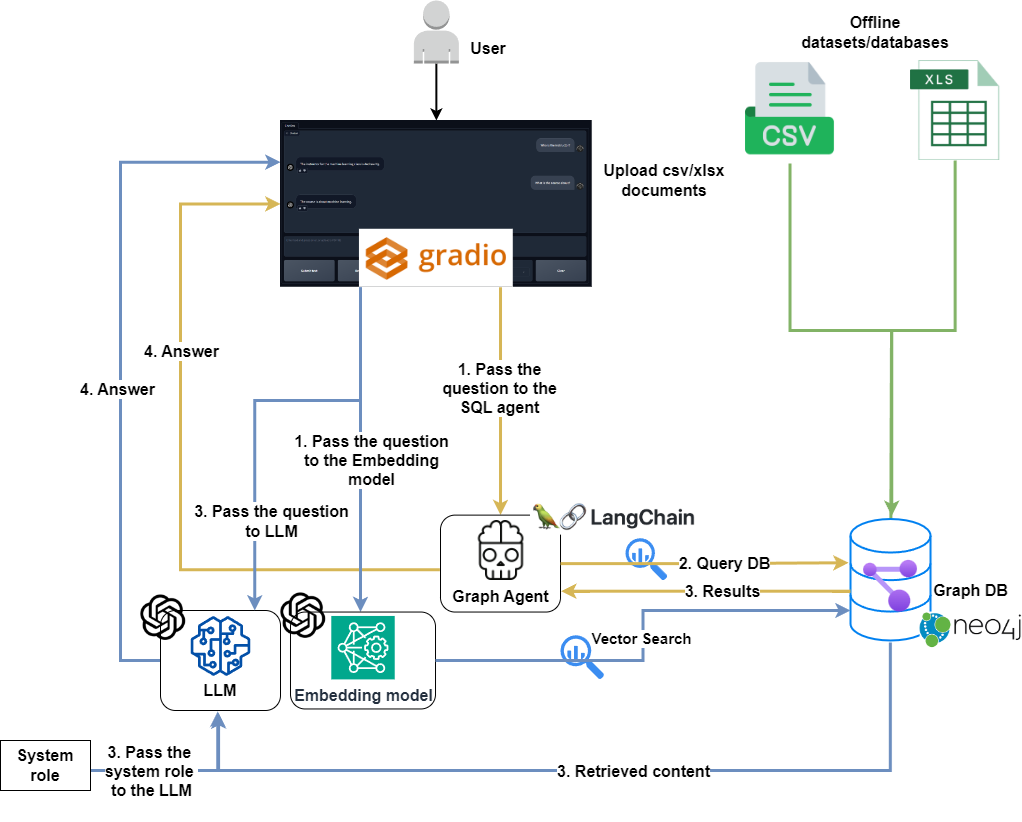 User
Offline
datasets/databases
CSV
XLS
Upload csv/xlsx
documents
gradio
4. Answer
4. Answer
1. Pass the
question to the
SQL agent
1. Pass the question
to the Embedding
model
3. Pass the question
to LLM
LangChain
2. Query DB
3. Results
Graph Agent
Graph DB
neo4j
Vector Search
LLM
Embedding model
System
role
3. Pass the
system role
to the LLM
3. Retrieved content